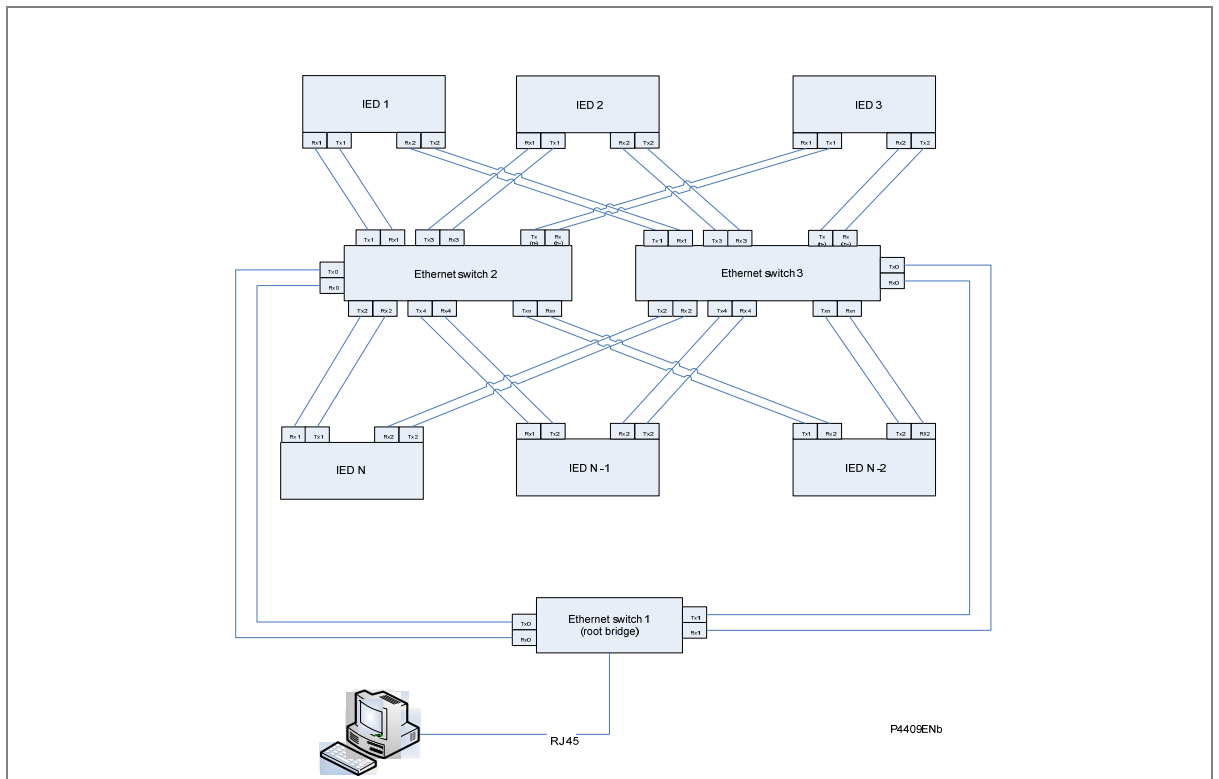 IED 1
IED 2
IED 3
Rx1 Tx1 Rx2 Tx2
Rx1 Tx1 Rx2 Tx2
Rx1 Tx1 Rx2 Tx2
Tx1 Rx1 Tx3 Rx3 Tx Rx
Tx1 Rx1 Tx3 Rx3 Tx Rx
Ethernet switch 2
Tx0
Rx0
Ethernet switch 3
Tx0
Rx0
Tx2 Rx2 Tx4 Rx4 Txn Rxn
Tx2 Rx2 Tx4 Rx4 Txn Rxn
Rx1 Tx1 Rx2 Tx2
Rx1 Tx2 Rx2 Tx2
Tx1 Rx2 Tx2 RX2
IED N
IED N-1
IED N-2
Tx0
Rx0
Ethernet switch 1
(root bridge)
Tx1
Rx1
RJ45
P4409ENb